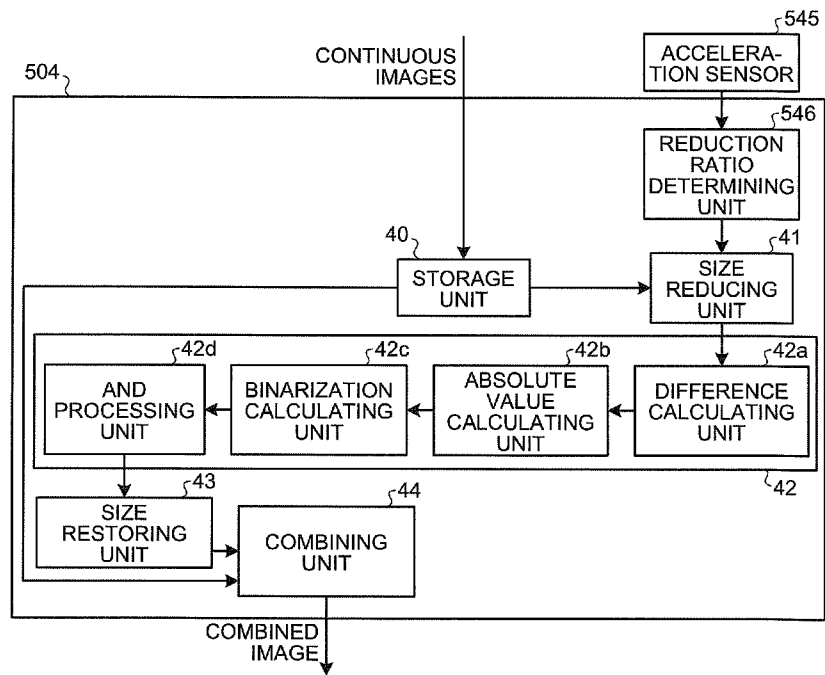 545
CONTINUOUS
IMAGES
ACCELERA-
TION SENSOR
504
546
REDUCTION
RATIO
DETERMINING
UNIT
40
STORAGE
UNIT
41
SIZE
REDUCING
UNIT
42d
AND
PROCESSING
UNIT
42c
BINARIZATION
CALCULATING
UNIT
42b
ABSOLUTE
VALUE
CALCULATING
UNIT
42a
DIFFERENCE
CALCULATING
UNIT
42
43
SIZE
RESTORING
UNIT
44
COMBINING
UNIT
COMBINED
IMAGE